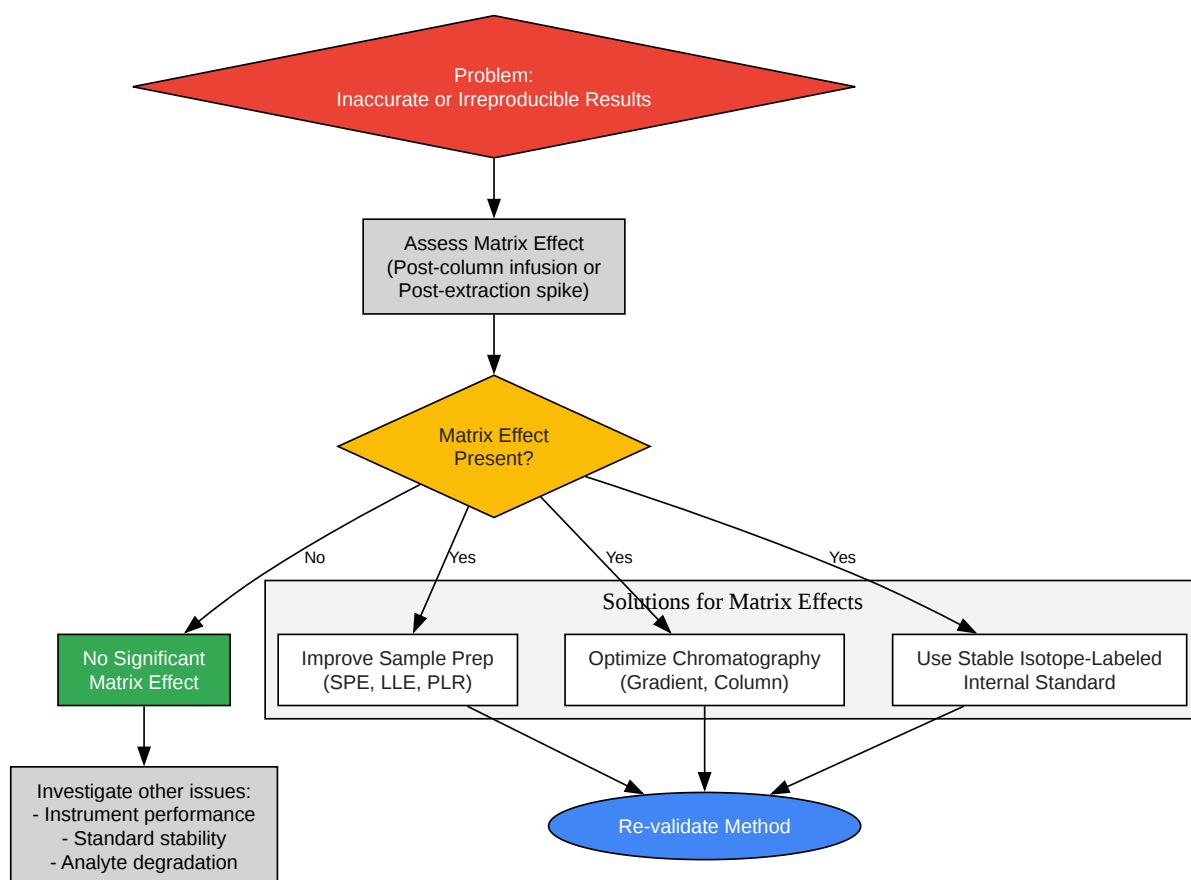 Problem:
Inaccurate or Irreproducible Results
Assess Matrix Effect
(Post-column infusion or
Post-extraction spike)
Matrix Effect
Present?
No
Yes
Yes
Yes
Solutions for Matrix Effects
No Significant
Matrix Effect
Improve Sample Prep
(SPE, LLE, PLR)
Optimize Chromatography
(Gradient, Column)
Use Stable Isotope-Labeled
Internal Standard
Investigate other issues:
- Instrument performance
- Standard stability
- Analyte degradation
Re-validate Method